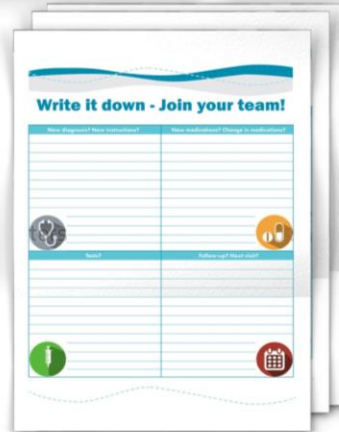 Write it down - Join your team!
New diagnosis? New instructions?
New medications? Change in medications?
Tests?
Follow-up? Next visit?